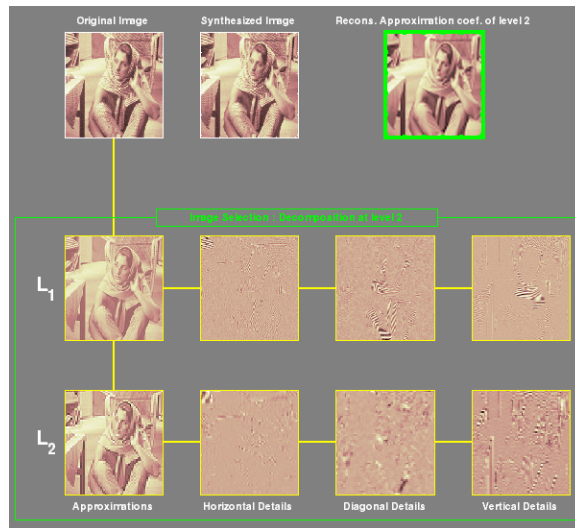 Original Image
Synthesized Image
Recons. Approximation coef. of level 2
Image Selection : Decomposition at level 2
L1
L2
Approximations
Horizontal Details
Diagonal Details
Vertical Details